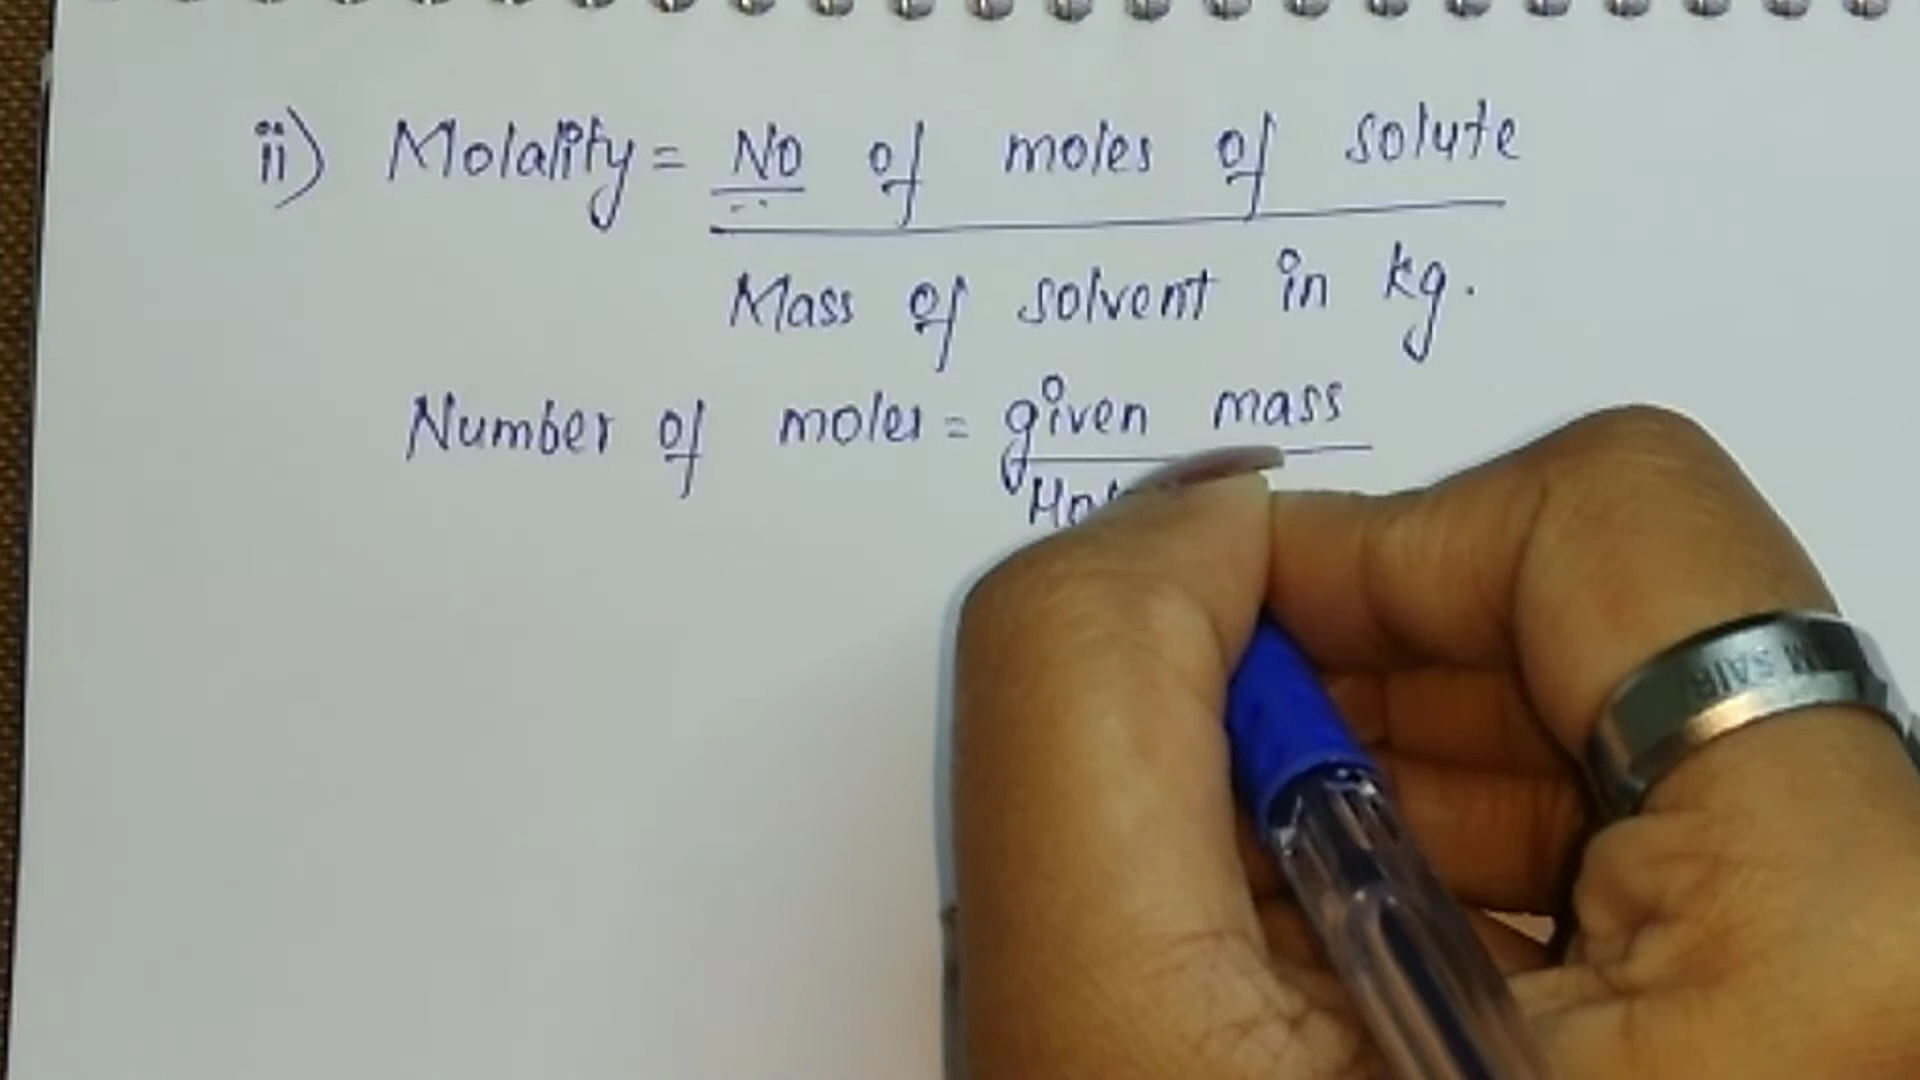 ii) Molality = No of moles of solute
Mass of solvent in kg.
Number of moles = given mass